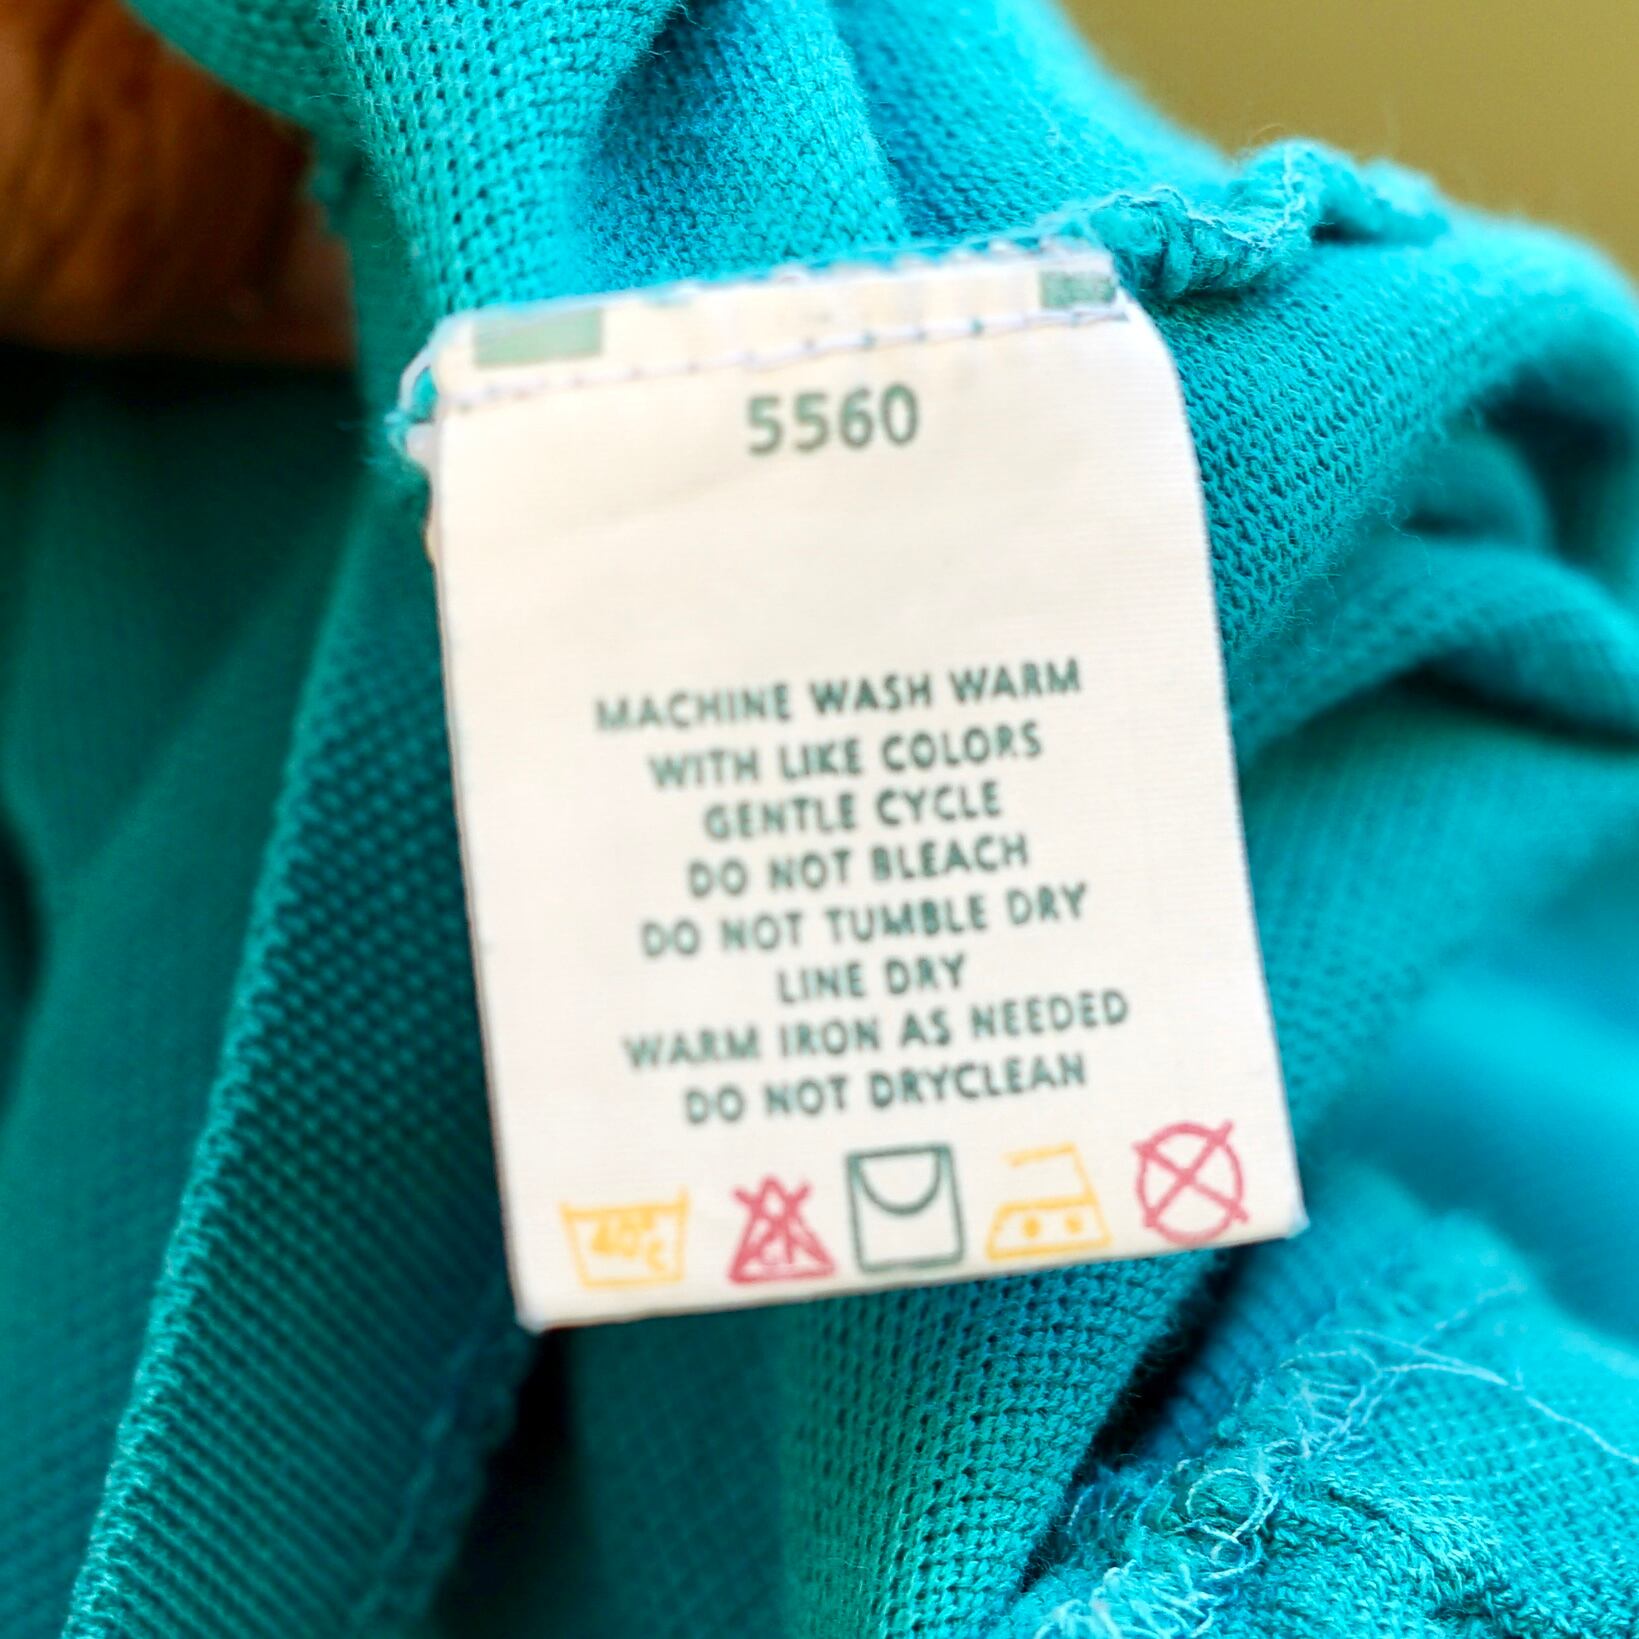 5560
MACHINE WASH WARM
WITH LIKE COLORS
GENTLE CYCLE
DO NOT BLEACH
DO NOT TUMBLE DRY
LINE DRY
WARM IRON AS NEEDED
DO NOT DRYCLEAN
40°C CL